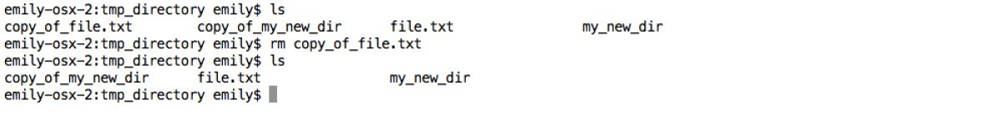 emily-osx-2:tmp_directory emily$ ls
copy_of_file.txt        copy_of_my_new_dir      file.txt                my_new_dir
emily-osx-2:tmp_directory emily$ rm copy_of_file.txt
emily-osx-2:tmp_directory emily$ ls
copy_of_my_new_dir      file.txt                my_new_dir
emily-osx-2:tmp_directory emily$